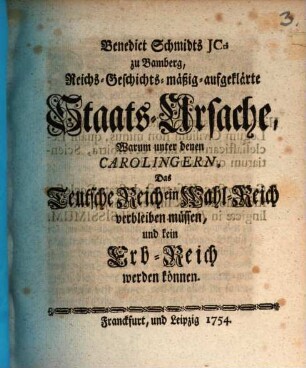 3.
Benedict Schmidts JCti
zu Bamberg,
Reichs-Geschichts-mäßig-aufgeklärte
Staats-Ursache,
Warum unter denen
CAROLINGERN,
Das
Teutsche Reich ein Wahl-Reich
verbleiben müssen,
und kein
Erb-Reich
werden können.
Franckfurt, und Leipzig 1754.